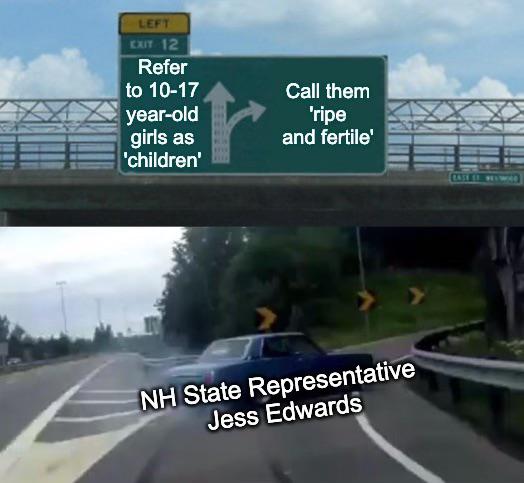 LEFT
EXIT 12
Refer
to 10-17
year-old
girls as
'children'
Call them
'ripe
and fertile'
NH State Representative
Jess Edwards